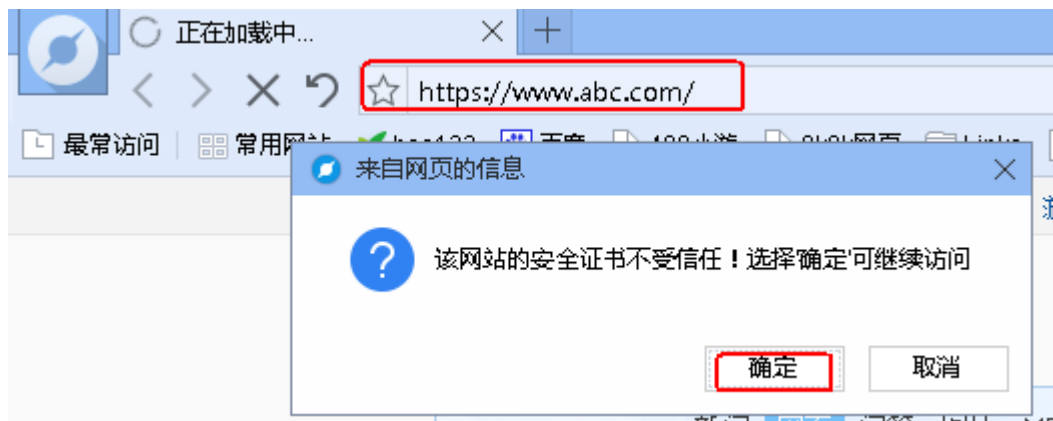 正在加载中...
https://www.abc.com/
最常访问
常用网站
来自网页的信息
该网站的安全证书不受信任！选择'确定'可继续访问
确定
取消